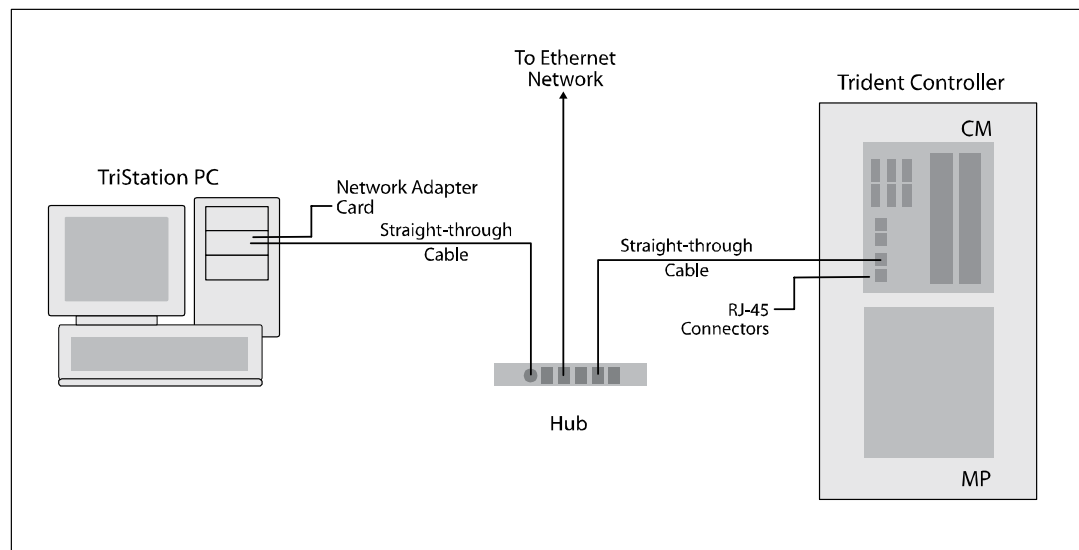 To Ethernet
Network
Trident Controller
CM
TriStation PC
Network Adapter
Card
Straight-through
Cable
Straight-through
Cable
RJ-45
Connectors
Hub
MP